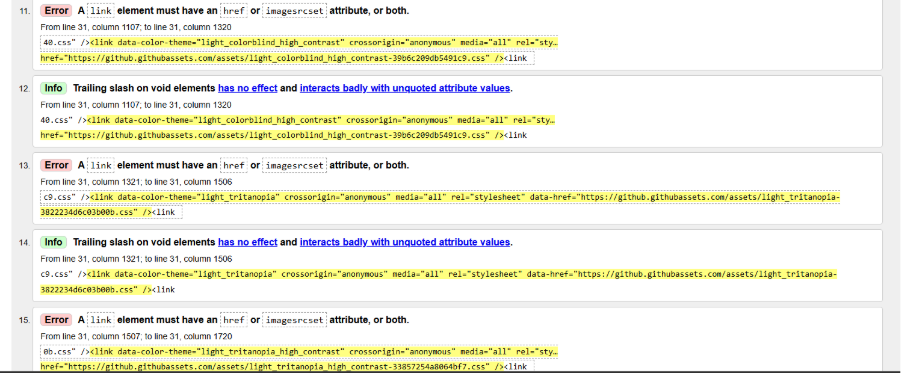 11. Error A link element must have an href or imagesrcset attribute, or both.
From line 31, column 1107; to line 31, column 1320
40.css" /><link data-color-theme="light_colorblind_high_contrast" crossorigin="anonymous" media="all" rel="sty…
href="https://github.githubassets.com/assets/light_colorblind_high_contrast-39b6c209db5491c9.css" /><link
12. Info Trailing slash on void elements has no effect and interacts badly with unquoted attribute values.
From line 31, column 1107; to line 31, column 1320
40.css" /><link data-color-theme="light_colorblind_high_contrast" crossorigin="anonymous" media="all" rel="sty…
href="https://github.githubassets.com/assets/light_colorblind_high_contrast-39b6c209db5491c9.css" /><link
13. Error A link element must have an href or imagesrcset attribute, or both.
From line 31, column 1321; to line 31, column 1506
c9.css" /><link data-color-theme="light_tritanopia" crossorigin="anonymous" media="all" rel="stylesheet" data-href="https://github.githubassets.com/assets/light_tritanopia-
3822234d6c03b00b.css" /><link
14. Info Trailing slash on void elements has no effect and interacts badly with unquoted attribute values.
From line 31, column 1321; to line 31, column 1506
c9.css" /><link data-color-theme="light_tritanopia" crossorigin="anonymous" media="all" rel="stylesheet" data-href="https://github.githubassets.com/assets/light_tritanopia-
3822234d6c03b00b.css" /><link
15. Error A link element must have an href or imagesrcset attribute, or both.
From line 31, column 1507; to line 31, column 1720
0b.css" /><link data-color-theme="light_tritanopia_high_contrast" crossorigin="anonymous" media="all" rel="sty…
href="https://github.githubassets.com/assets/light_tritanopia_high_contrast-33857254a8064bf7.css" /><link